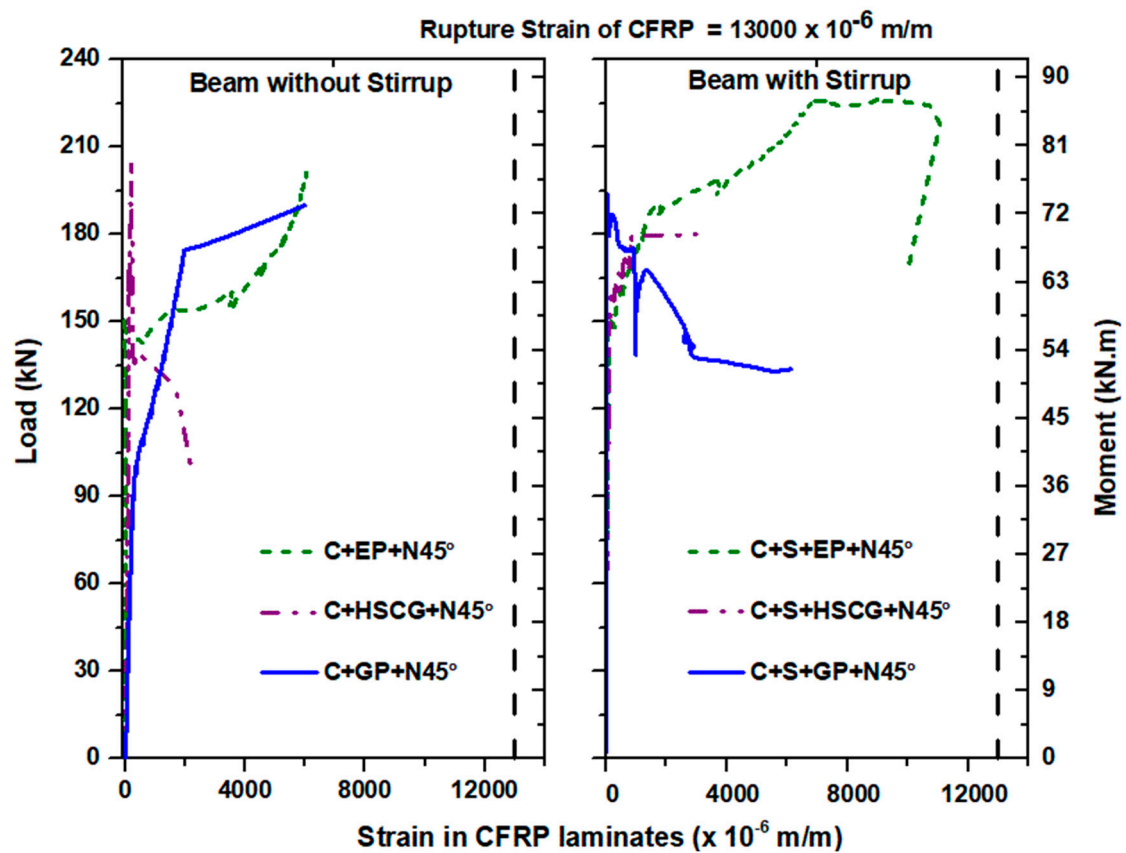 Rupture Strain of CFRP = 13000 x 10⁻⁶ m/m
Beam without Stirrup
Beam with Stirrup
Load (kN)
240
210
180
150
120
90
60
30
0
C+EP+N45°
C+HSCG+N45°
C+GP+N45°
C+S+EP+N45°
C+S+HSCG+N45°
C+S+GP+N45°
90
81
72
63
54
45
36
27
18
9
0
Moment (kN.m)
0 4000 8000 12000
0 4000 8000 12000
Strain in CFRP laminates (x 10⁻⁶ m/m)